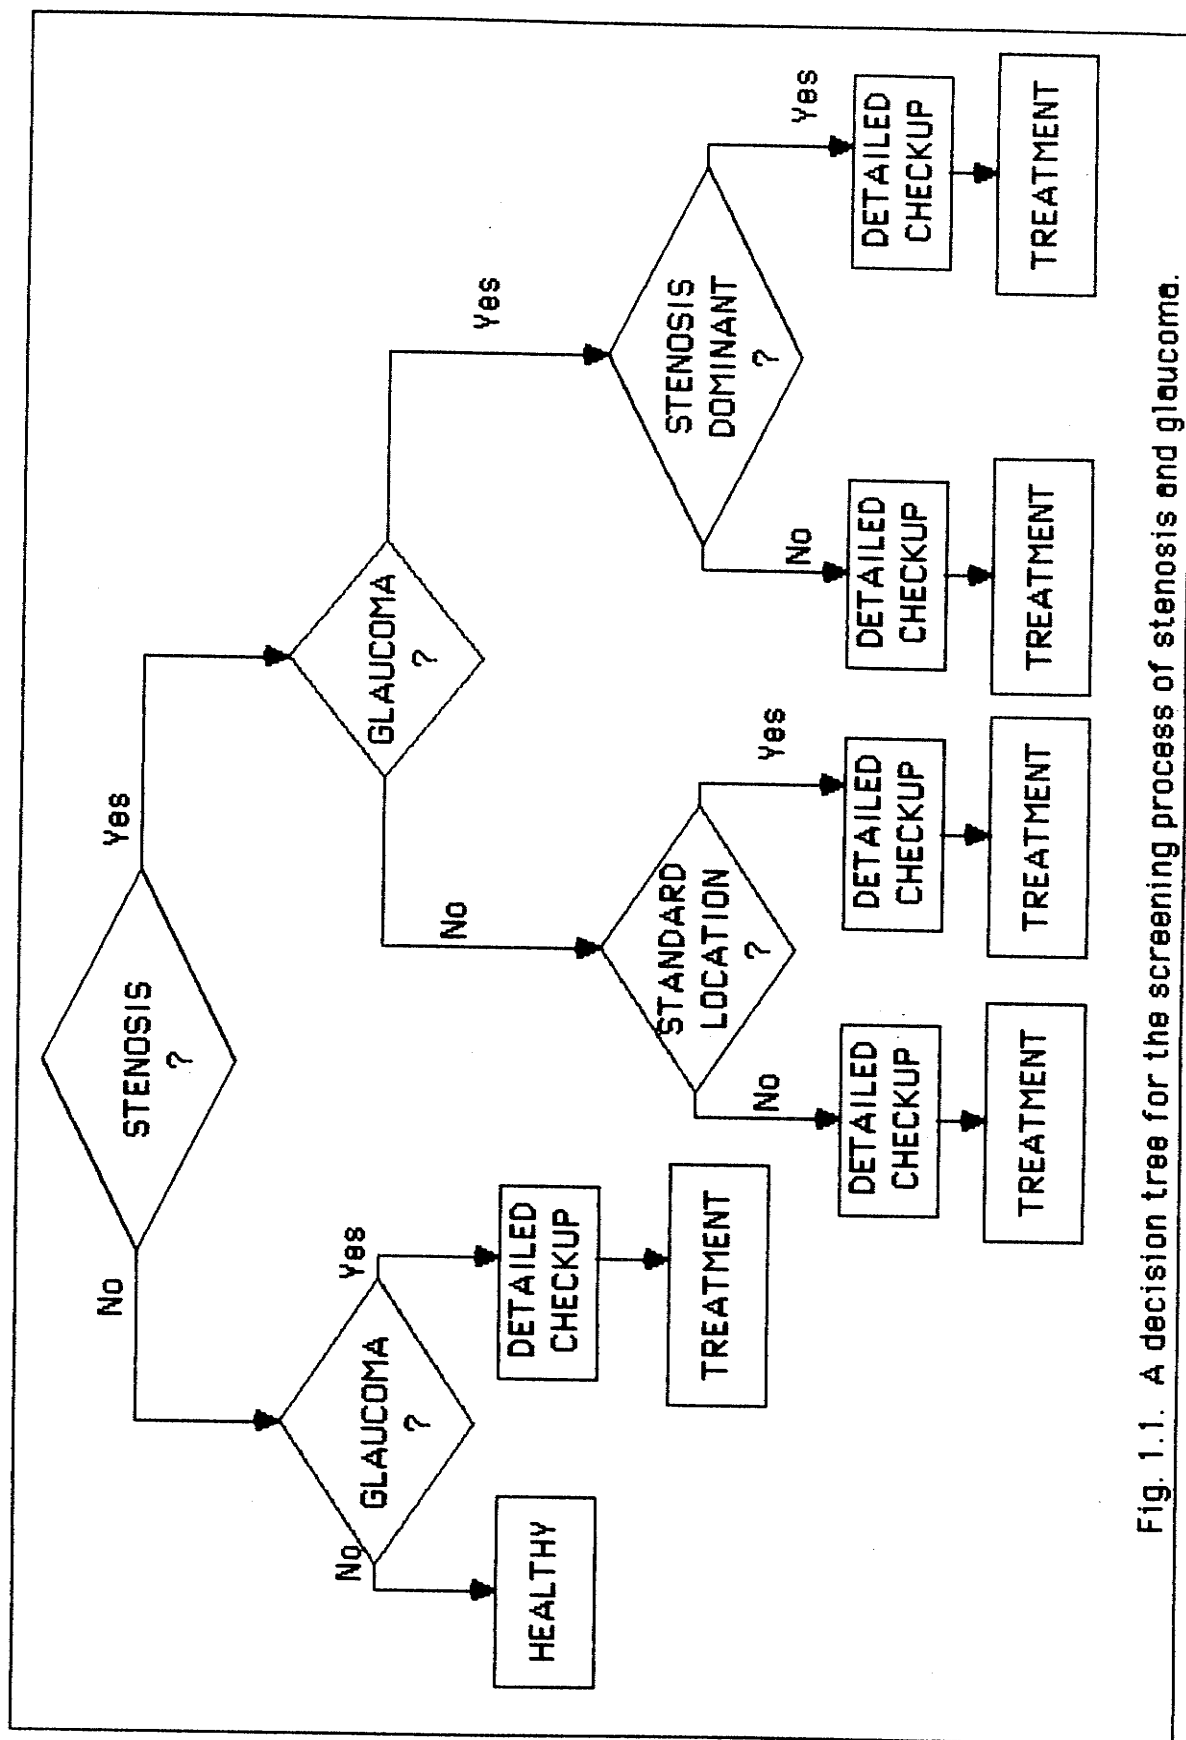 STENOSIS
?
No
Yes
GLAUCOMA
?
GLAUCOMA
?
No
Yes
No
Yes
HEALTHY
DETAILED
CHECKUP
TREATMENT
STANDARD
LOCATION
?
STENOSIS
DOMINANT
?
No
Yes
No
Yes
DETAILED
CHECKUP
DETAILED
CHECKUP
DETAILED
CHECKUP
DETAILED
CHECKUP
TREATMENT
TREATMENT
TREATMENT
TREATMENT
Fig. 1.1. A decision tree for the screening process of stenosis and glaucoma.